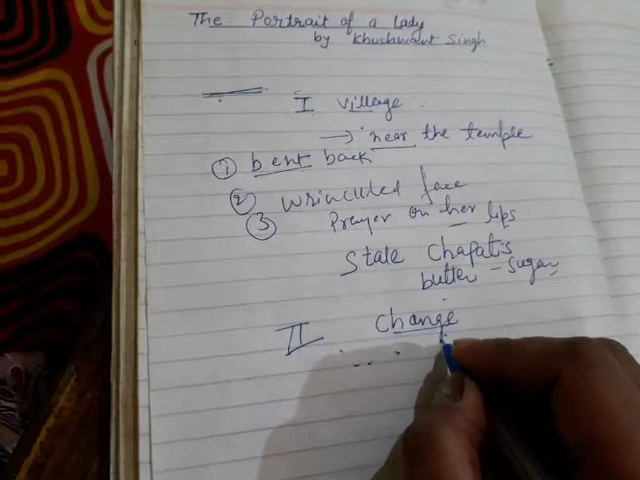 The Portrait of a lady
by Khushwant Singh
I village
→ near the temple
① bent back
② Wrinculed face
③ Prayer on her lips
Stale Chapatis
butter - sugar
II Change